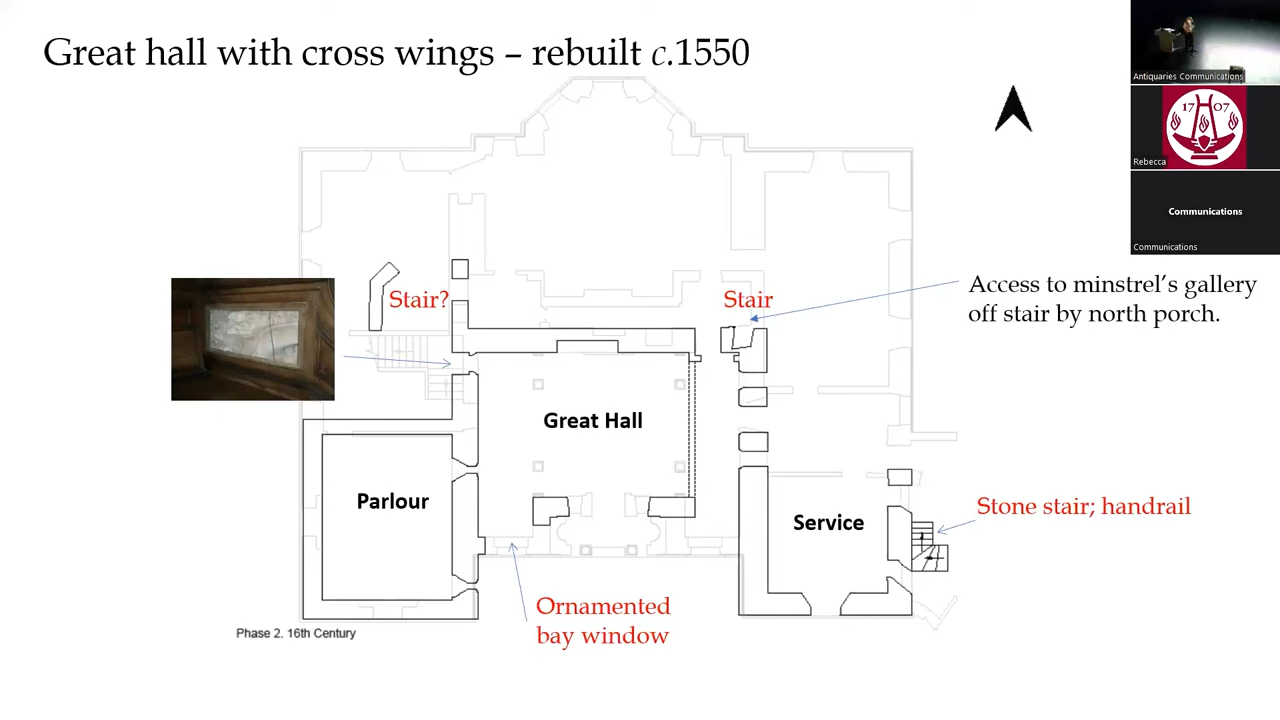 Great hall with cross wings – rebuilt c.1550
Antiquaries Communications
17 07
Rebecca
Communications
Communications
Stair?
Stair
Access to minstrel’s gallery
off stair by north porch.
Great Hall
Parlour
Service
Stone stair; handrail
Ornamented
bay window
Phase 2. 16th Century